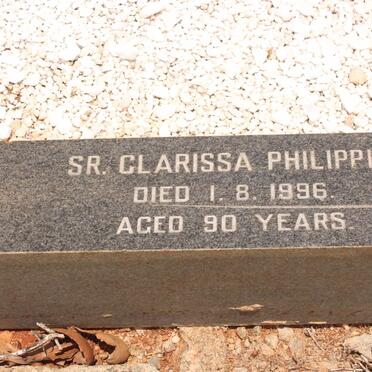 SR. CLARISSA PHILIPPI
DIED 1. 8. 1996.
AGED 90 YEARS.